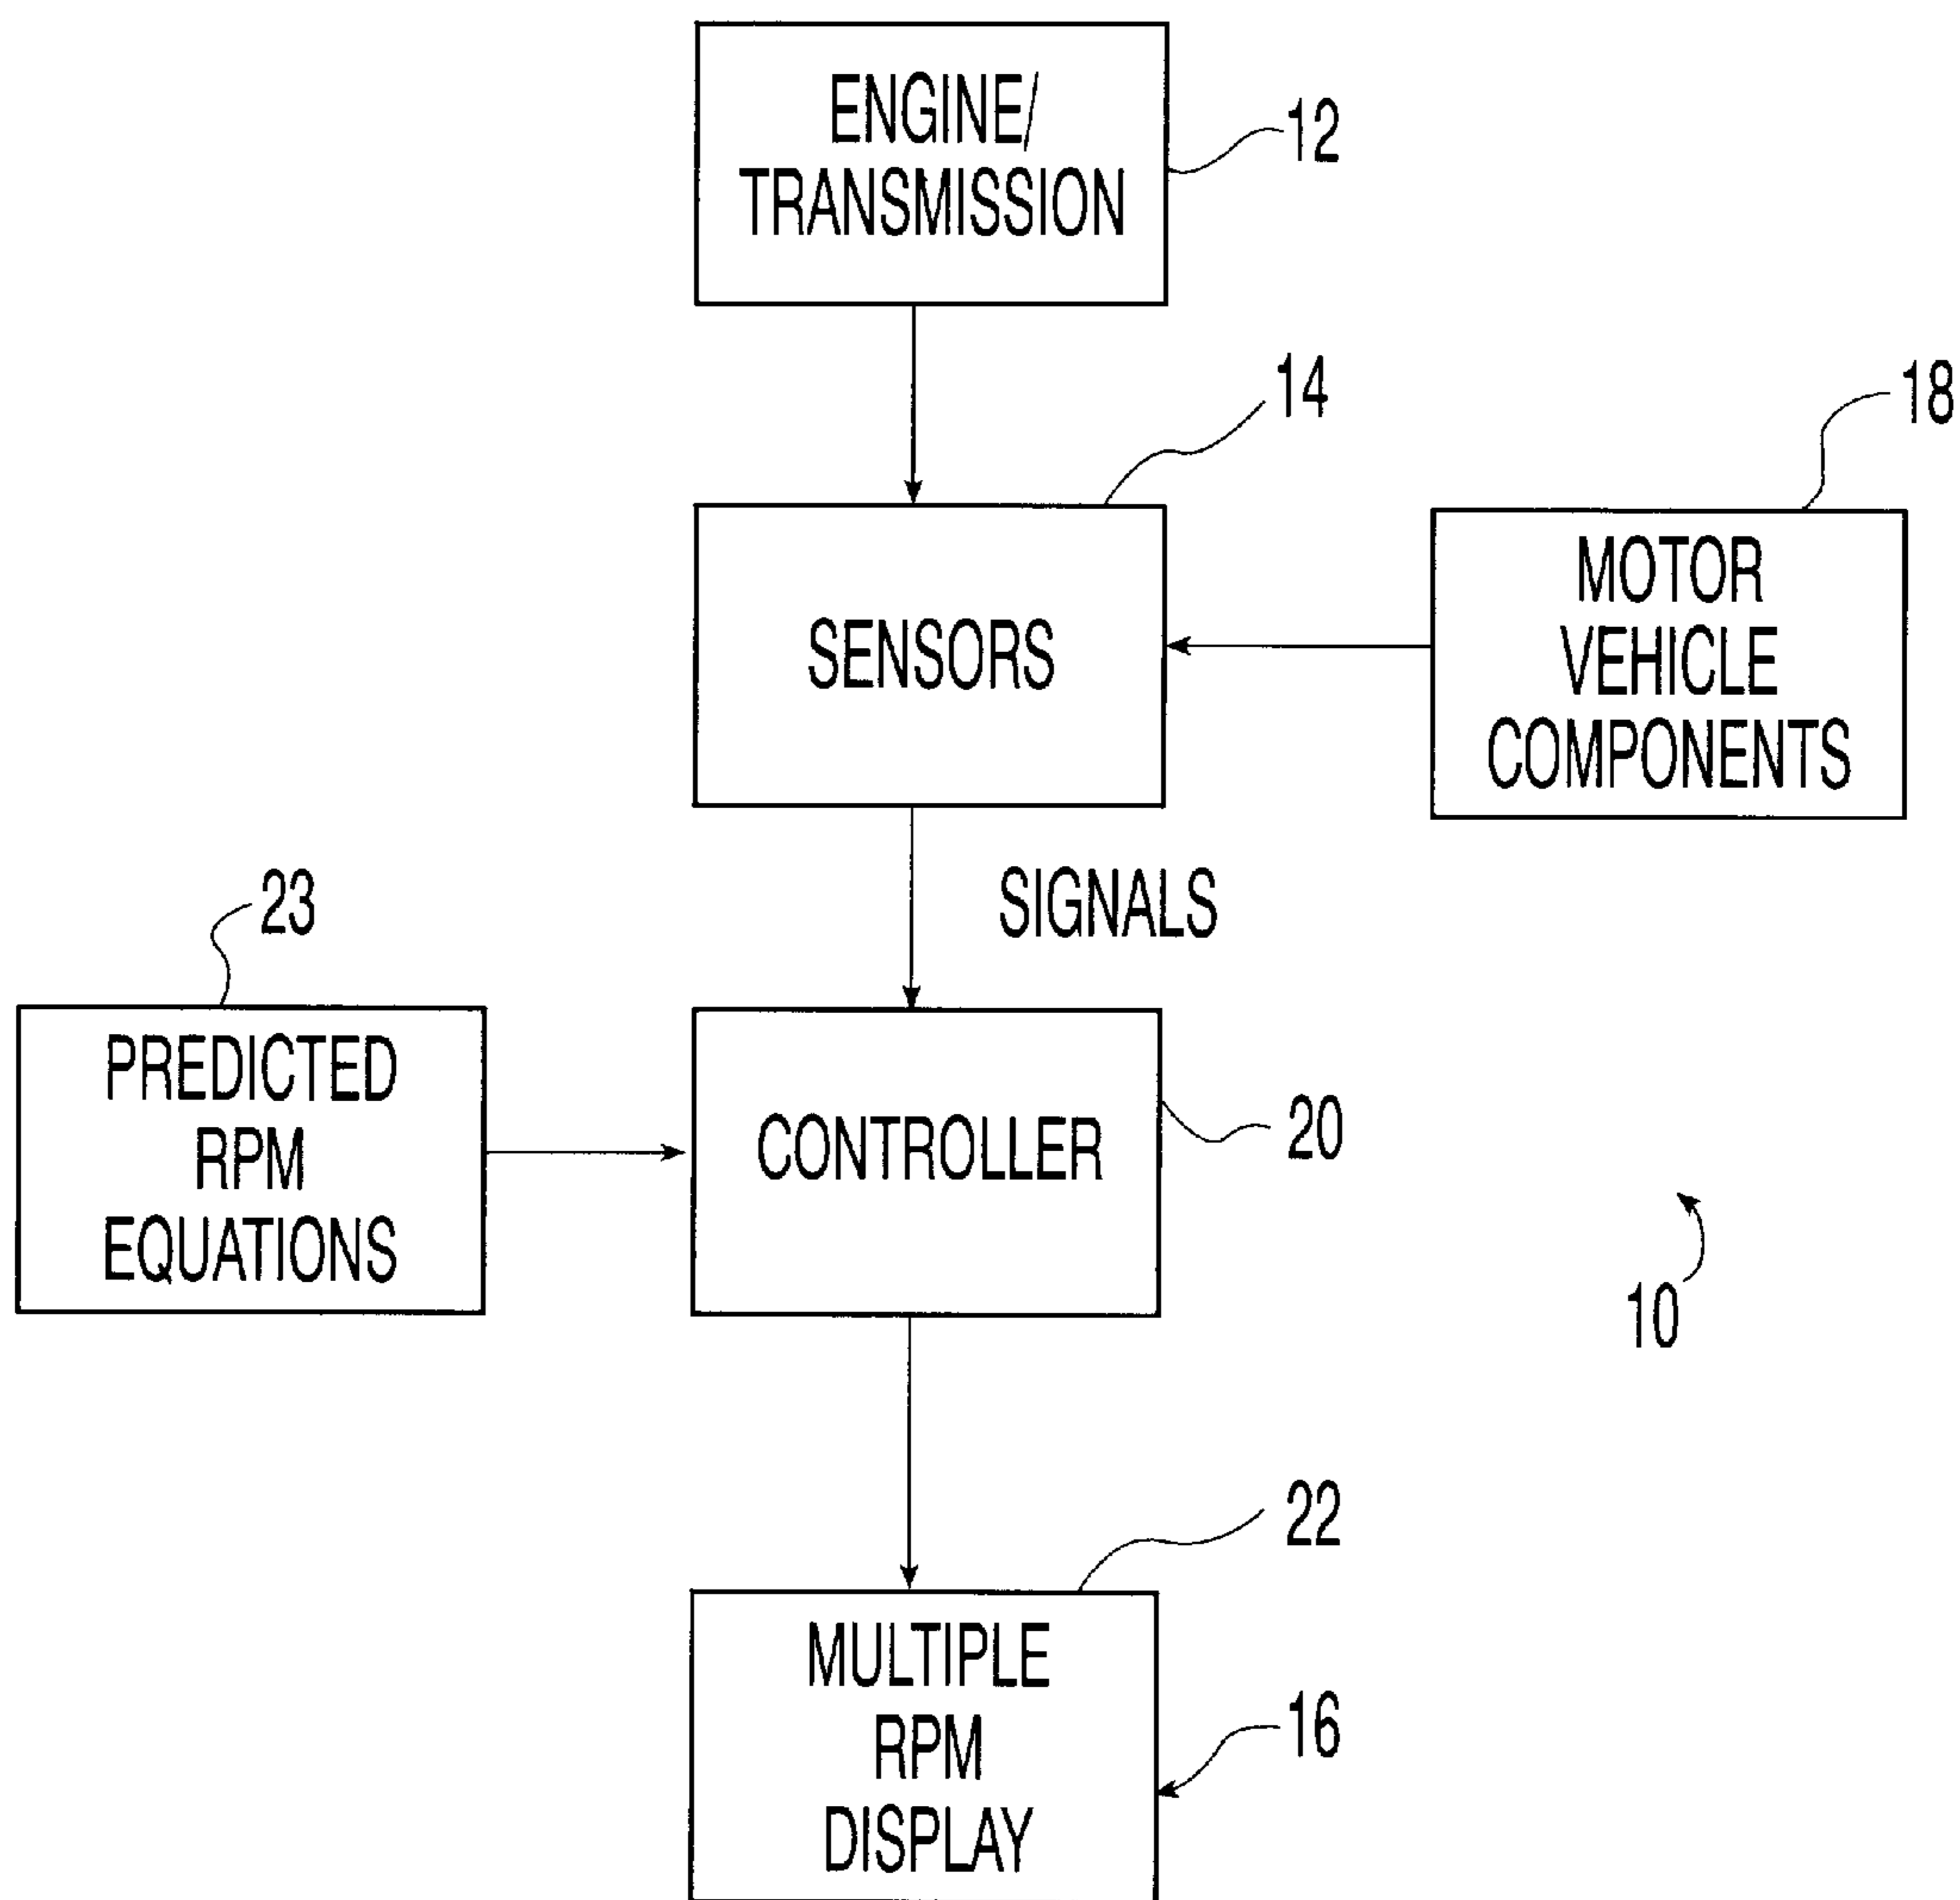 ENGINE/
TRANSMISSION
12
14
18
SENSORS
MOTOR
VEHICLE
COMPONENTS
SIGNALS
23
PREDICTED
RPM
EQUATIONS
CONTROLLER
20
10
22
MULTIPLE
RPM
DISPLAY
16